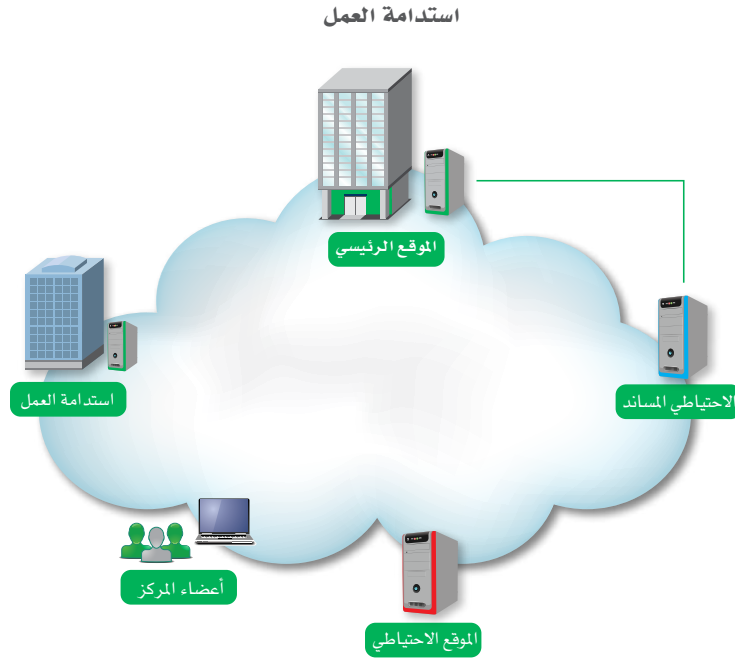 استدامة العمل
الموقع الرئيسي
الاحتياطي المساند
استدامة العمل
أعضاء المركز
الموقع الاحتياطي